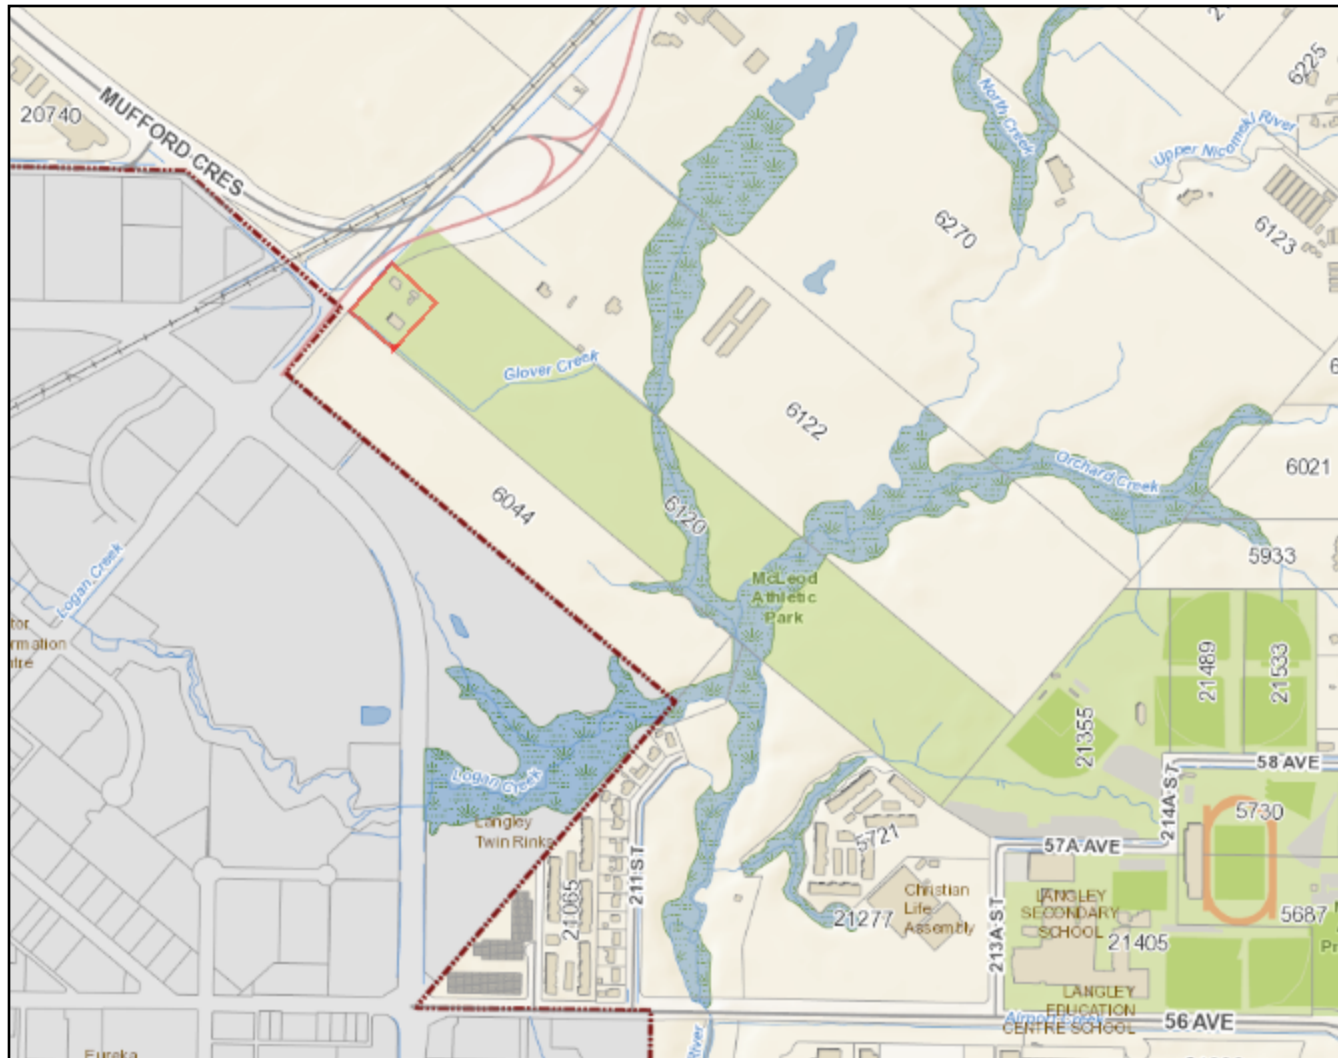 6225
20740
MUFFORD CRES
North Creek
Upper Nicomekl River
6270
6123
Glover Creek
6122
6021
Orchard Creek
6044
6120
5933
Logan Creek
McLeod
Athletic
Park
21489
21533
21355
58 AVE
Logan Creek
214A ST
5730
Langley
Twin Rinks
5721
57A AVE
211 ST
21065
Christian
Life
Assembly
21277
213A ST
LANGLEY
SECONDARY
SCHOOL
5687
21405
LANGLEY
EDUCATION
CENTRE SCHOOL
56 AVE
River
Eureka